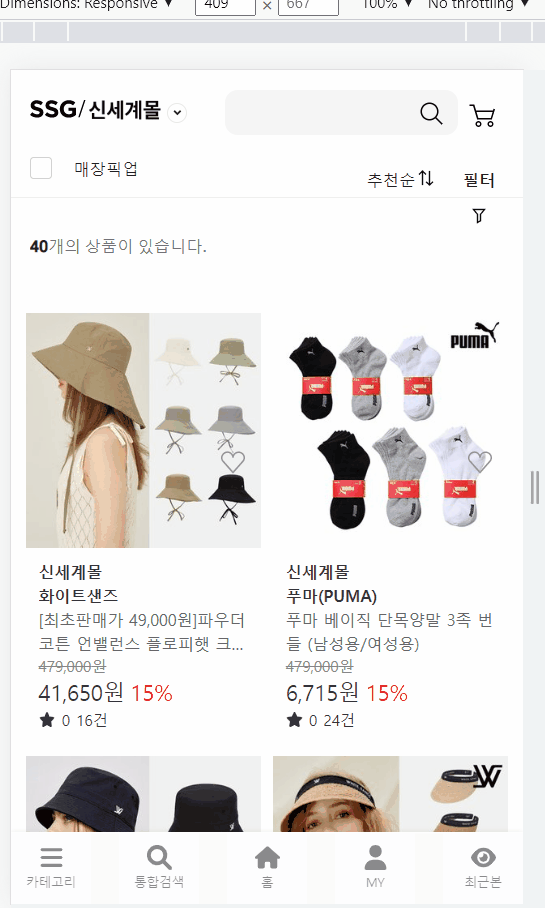 Dimensions: Responsive ▼ 409 × 667 100% ▼ No throttling ▼
SSG/신세계몰
매장픽업
추천순 필터
40개의 상품이 있습니다.
PUMA
신세계몰
화이트샌즈
[최초판매가 49,000원]파우더
코튼 언밸런스 플로피햇 크...
479,000원
41,650원 15%
0 16건
신세계몰
푸마(PUMA)
푸마 베이직 단목양말 3족 번
들 (남성용/여성용)
479,000원
6,715원 15%
0 24건
카테고리 통합검색 홈 MY 최근본